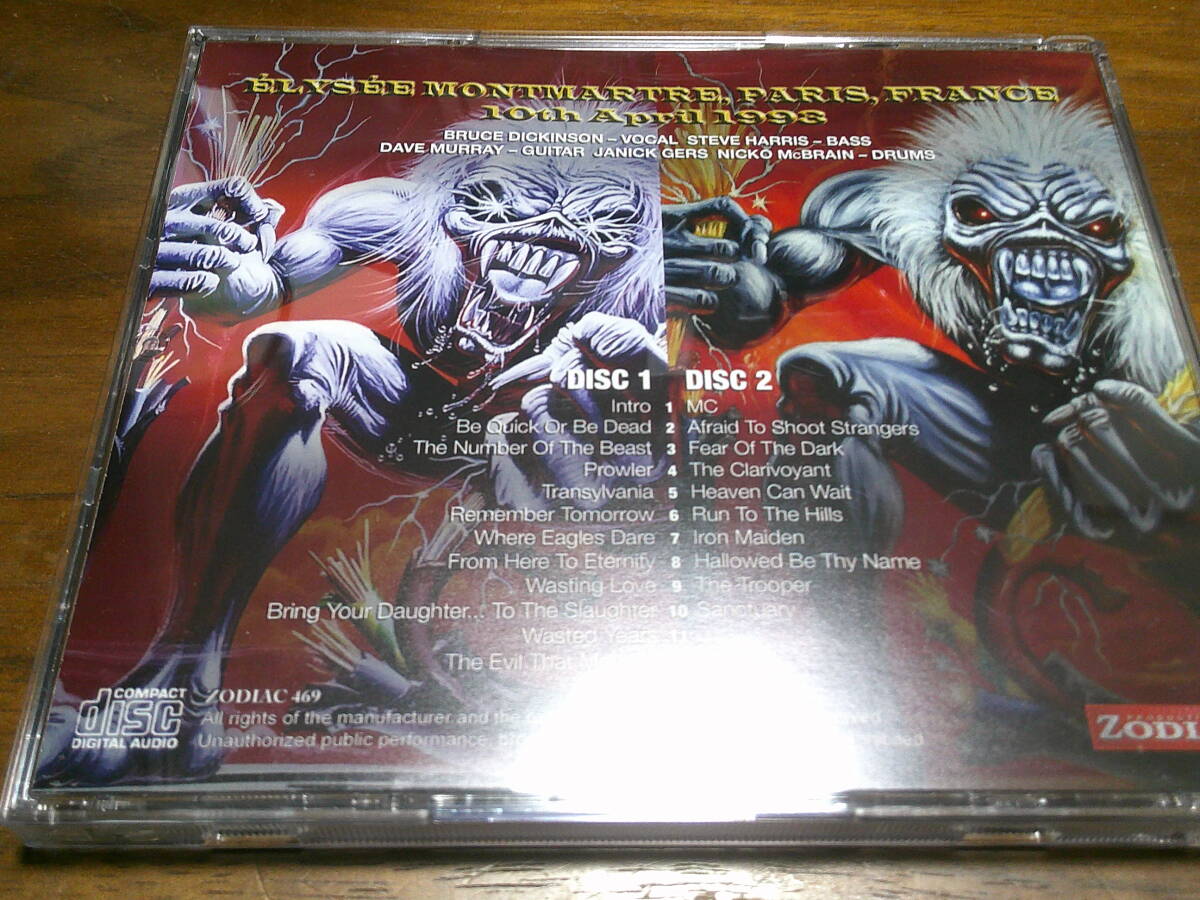 ÉLYSÉE MONTMARTRE, PARIS, FRANCE
10th April 1993
BRUCE DICKINSON – VOCAL STEVE HARRIS – BASS
DAVE MURRAY – GUITAR JANICK GERS NICKO McBRAIN – DRUMS
DISC 1 DISC 2
Intro 1 MC
Be Quick Or Be Dead 2 Afraid To Shoot Strangers
The Number Of The Beast 3 Fear Of The Dark
Prowler 4 The Clarivoyant
Transylvania 5 Heaven Can Wait
Remember Tomorrow 6 Run To The Hills
Where Eagles Dare 7 Iron Maiden
From Here To Eternity 8 Hallowed Be Thy Name
Wasting Love 9 The Trooper
Bring Your Daughter... To The Slaughter 10 Sanctuary
Wasted Years 11
The Evil That
COMPACT
disc
DIGITAL AUDIO
ZODIAC 469
All rights of the manufacturer and the
Unauthorized public performance,
ZODI